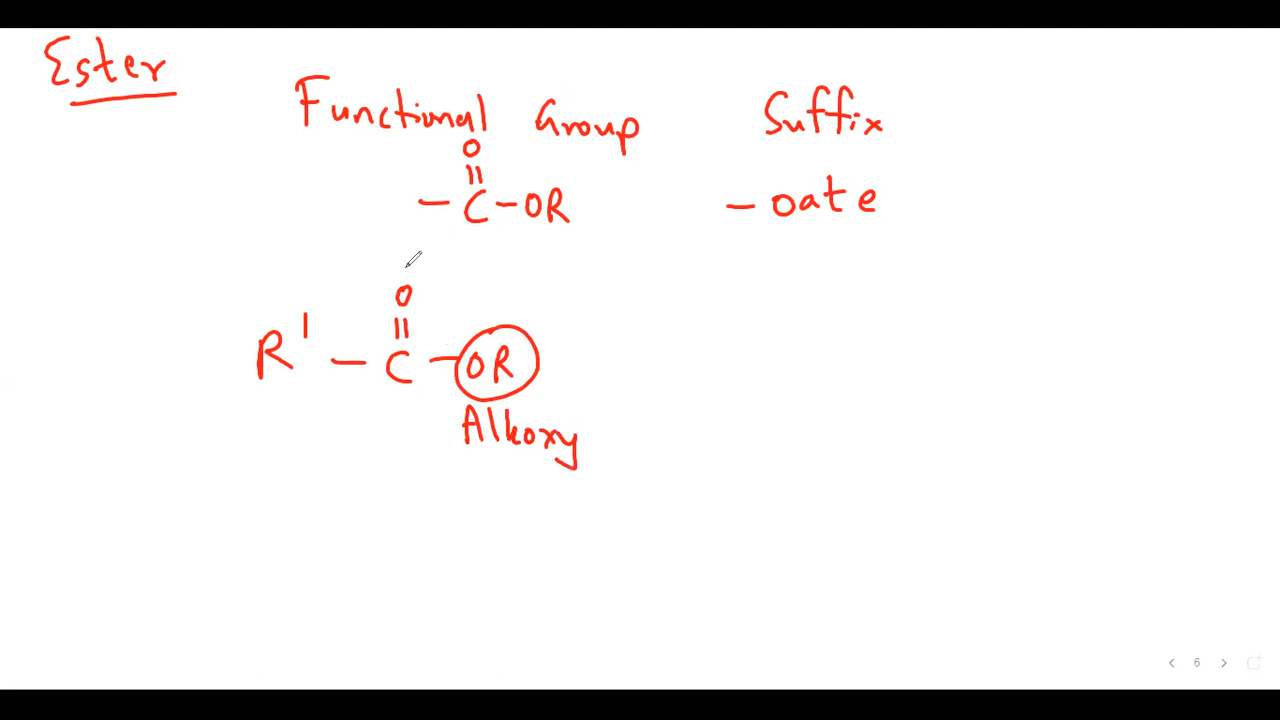 Ester
Functional Group Suffix
O
||
– C – OR – oate
O
||
R' – C – OR
Alkoxy
< 6 >